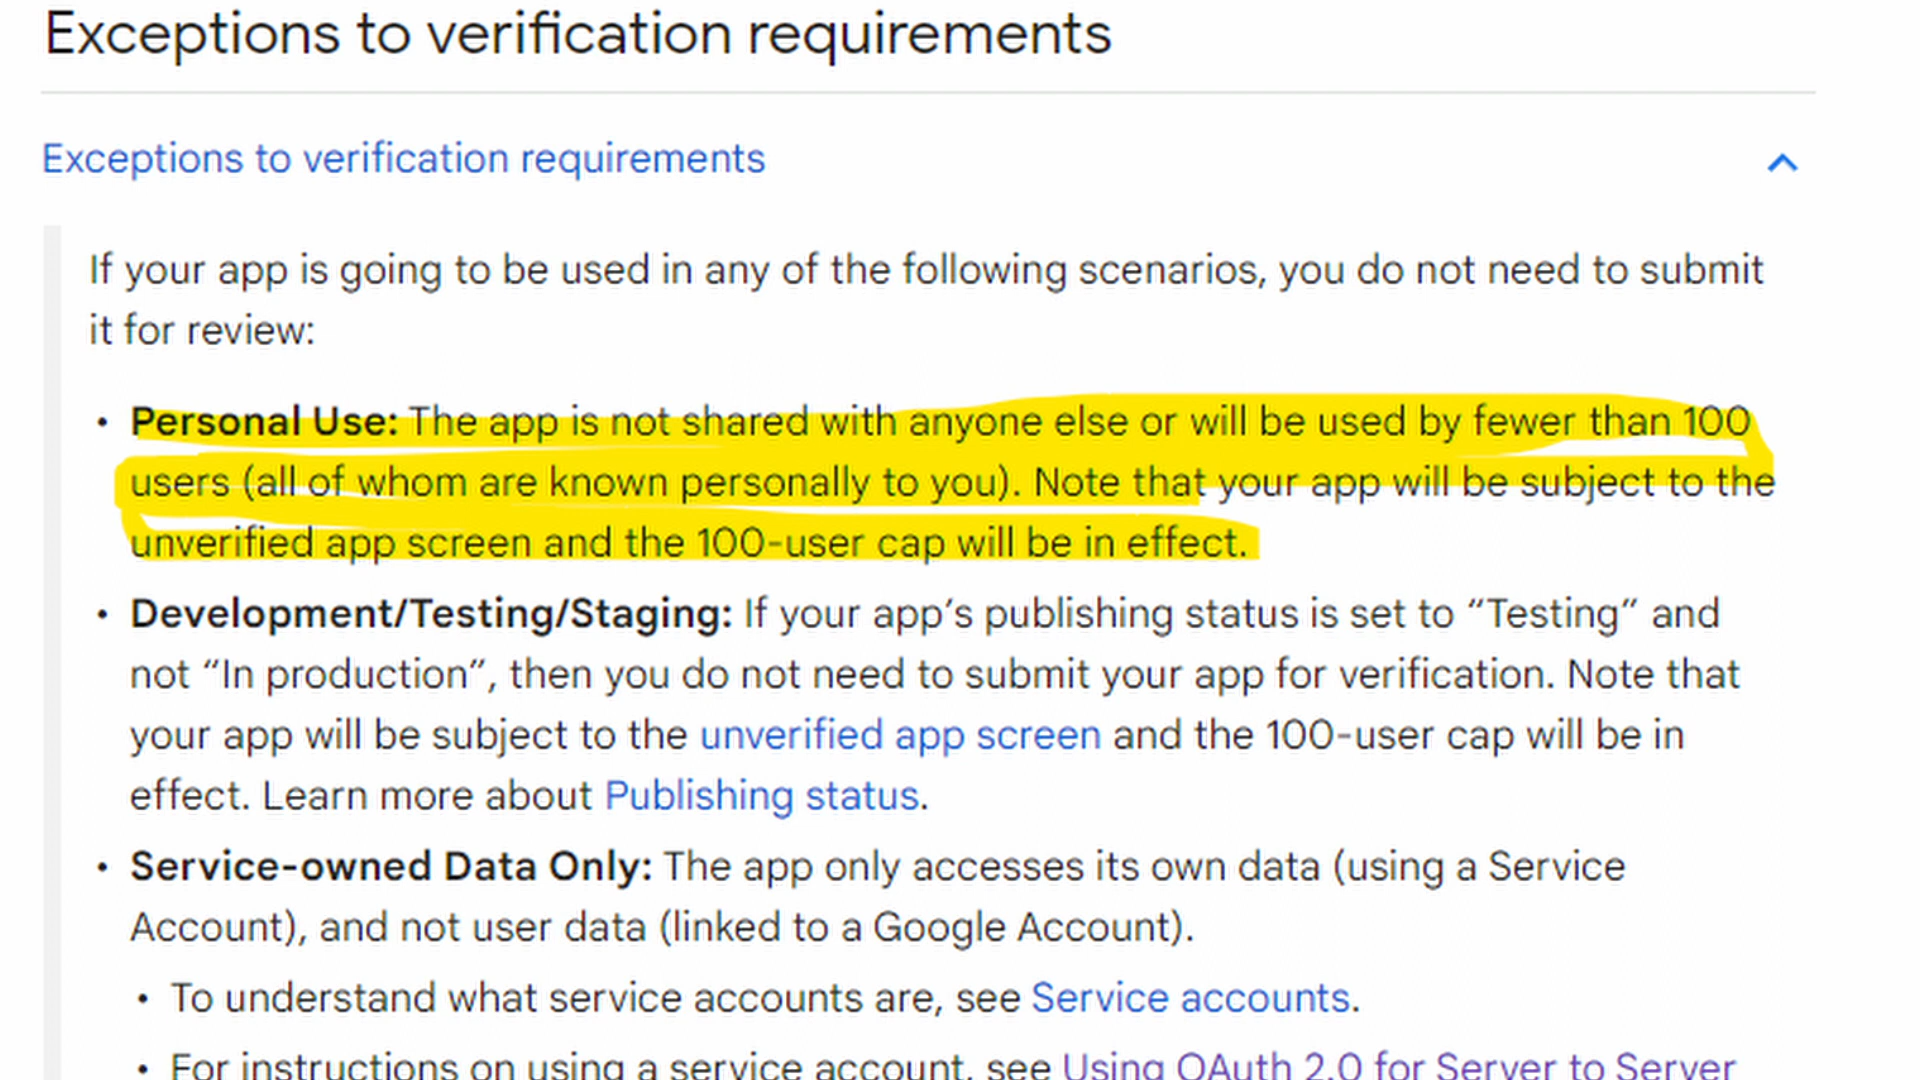 Exceptions to verification requirements
Exceptions to verification requirements
If your app is going to be used in any of the following scenarios, you do not need to submit
it for review:
• Personal Use: The app is not shared with anyone else or will be used by fewer than 100
users (all of whom are known personally to you). Note that your app will be subject to the
unverified app screen and the 100-user cap will be in effect.
• Development/Testing/Staging: If your app’s publishing status is set to “Testing” and
not “In production”, then you do not need to submit your app for verification. Note that
your app will be subject to the unverified app screen and the 100-user cap will be in
effect. Learn more about Publishing status.
• Service-owned Data Only: The app only accesses its own data (using a Service
Account), and not user data (linked to a Google Account).
• To understand what service accounts are, see Service accounts.
• For instructions on using a service account, see Using OAuth 2.0 for Server to Server